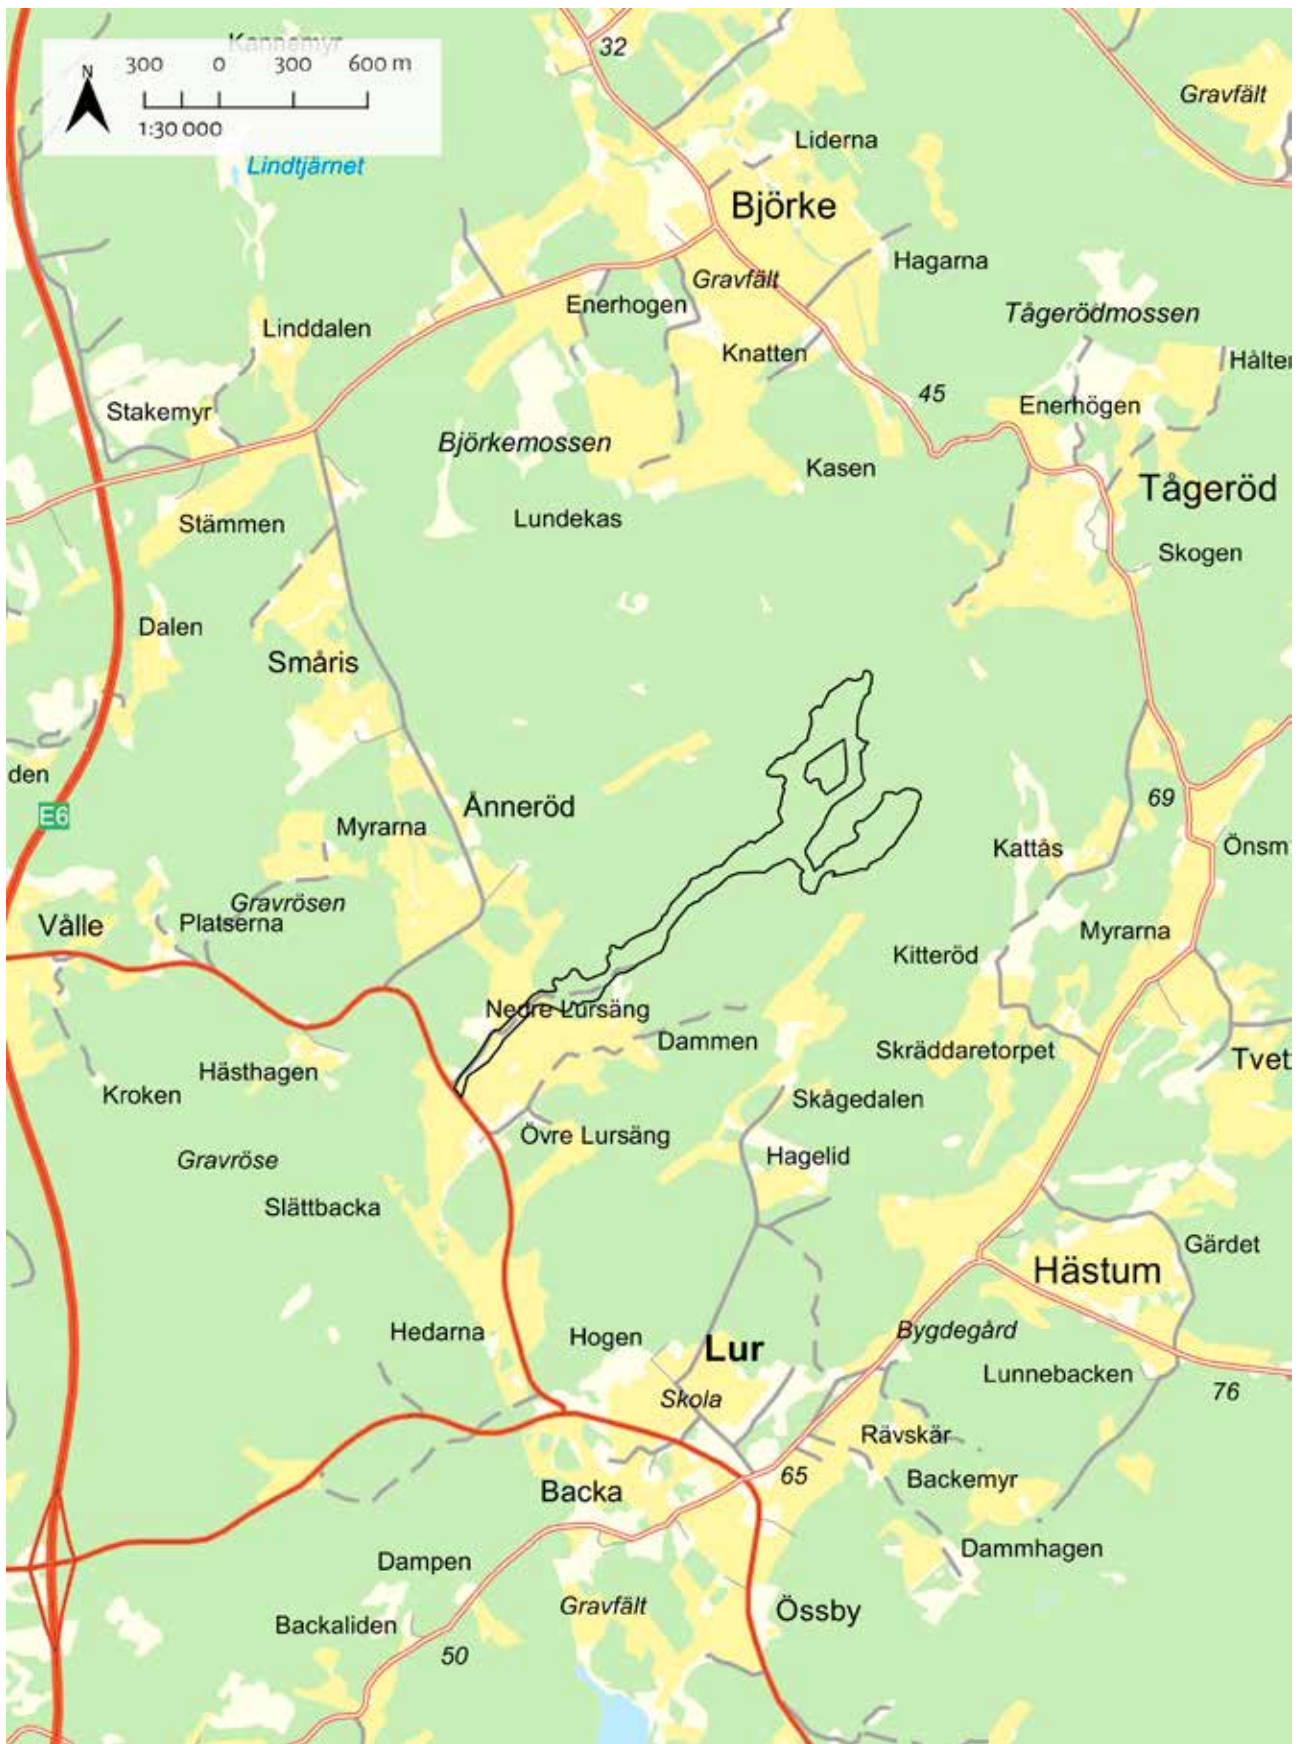 Kannemyr
32
300 0 300 600 m
N
1:30 000
Gravfält
Liderna
Lindtjärnet
Björke
Hagarna
Gravfält
Enerhogen
Tågerödmossen
Linddalen
Knatten
Hålte
45
Enerhögen
Stakemyr
Björkemossen
Kasen
Tågeröd
Lundekas
Stämmen
Skogen
Dalen
Småris
den
69
E6
Ånneröd
Myrarna
Kattås
Önsm
Gravrösen
Platserna
Vålle
Myrarna
Kitteröd
Nedre Lursäng
Dammen
Skräddaretorpet
Tvet
Hästhagen
Kroken
Skågedalen
Övre Lursäng
Hagelid
Gravröse
Slättbacka
Gärdet
Hästum
Hedarna
Hogen
Bygdegård
Lur
Lunnebacken
76
Skola
Rävskär
65
Backemyr
Backa
Dammhagen
Dampen
Gravfält
Össby
Backaliden
50